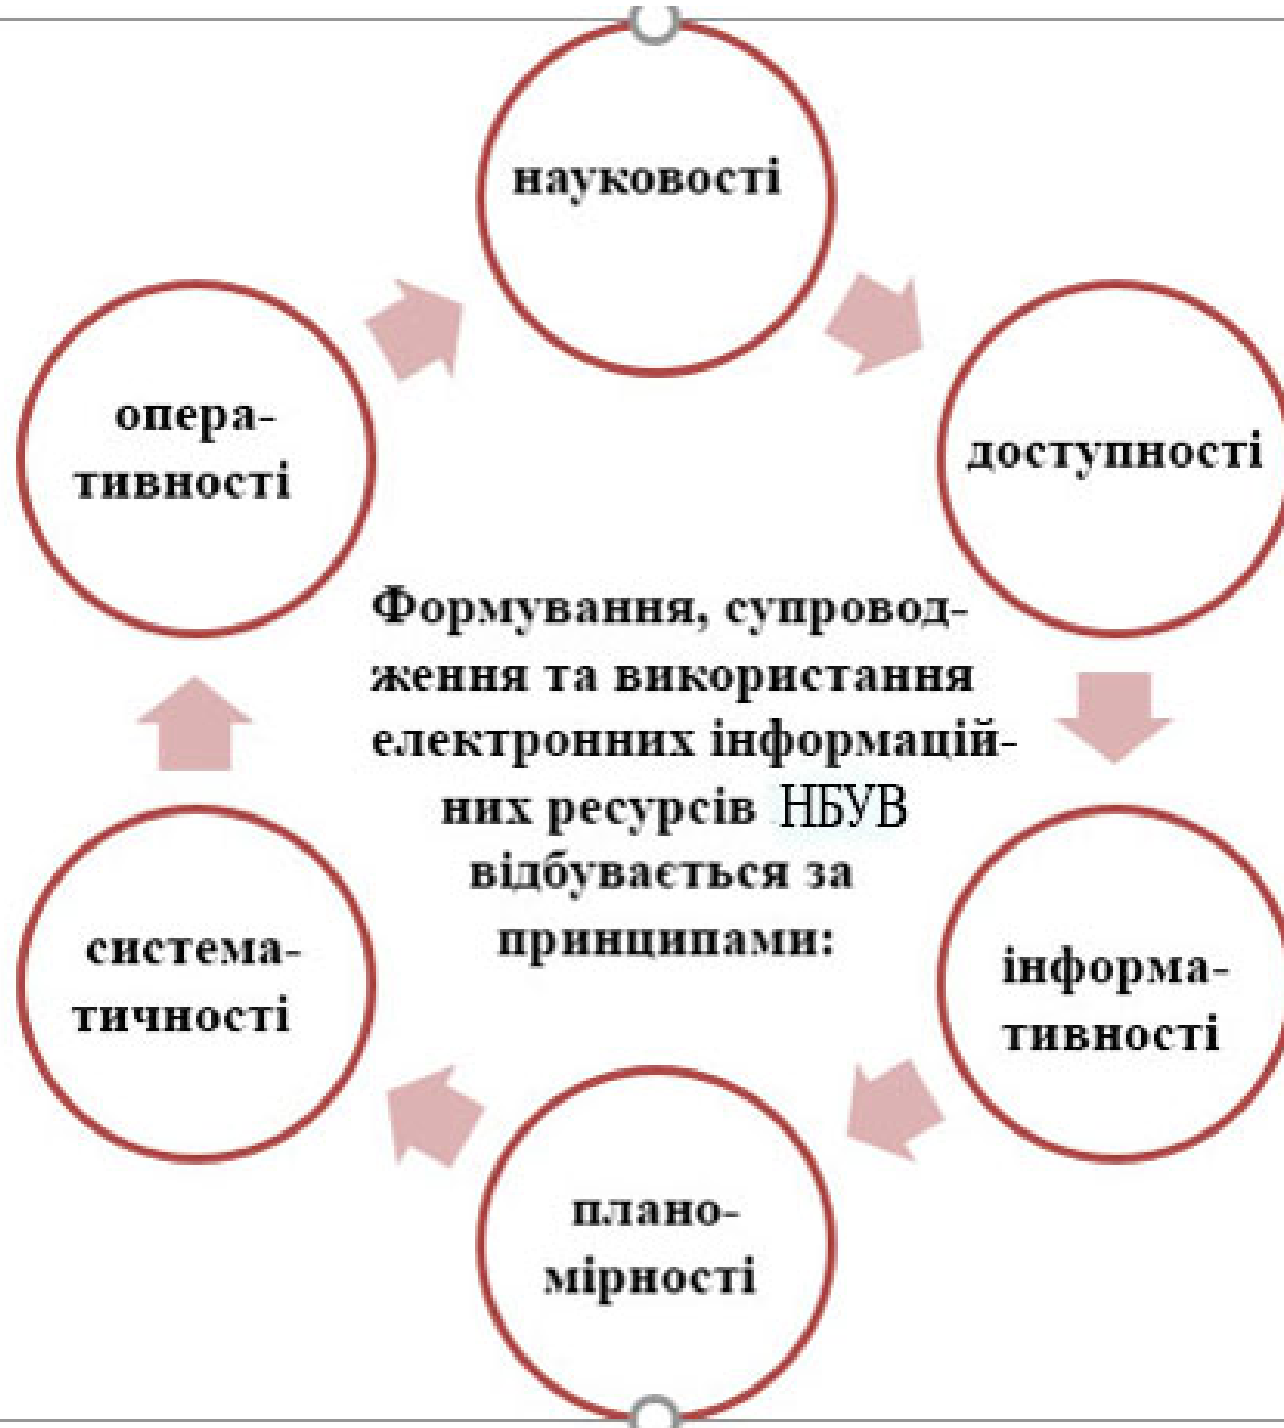 науковості
доступності
інформа-
тивності
плано-
мірності
система-
тичності
опера-
тивності
Формування, супровод-
ження та використання
електронних інформацій-
них ресурсів НБУВ
відбувається за
принципами: